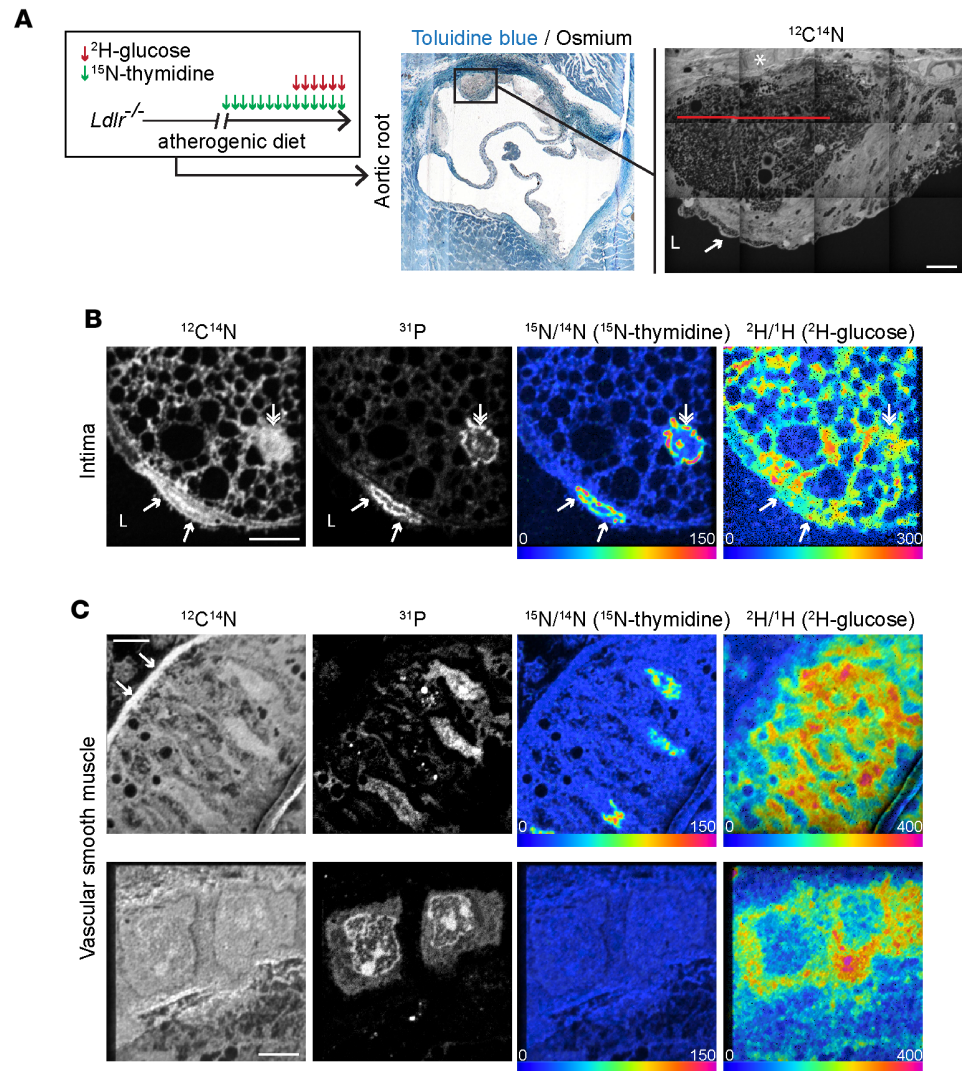 A
²H-glucose
¹⁵N-thymidine
Ldlr⁻/⁻
atherogenic diet
Toluidine blue / Osmium
Aortic root
¹²C¹⁴N
*
L
B
¹²C¹⁴N
³¹P
¹⁵N/¹⁴N (¹⁵N-thymidine)
²H/¹H (²H-glucose)
Intima
L
L
0
150
0
300
C
¹²C¹⁴N
³¹P
¹⁵N/¹⁴N (¹⁵N-thymidine)
²H/¹H (²H-glucose)
Vascular smooth muscle
0
150
0
400
0
150
0
400